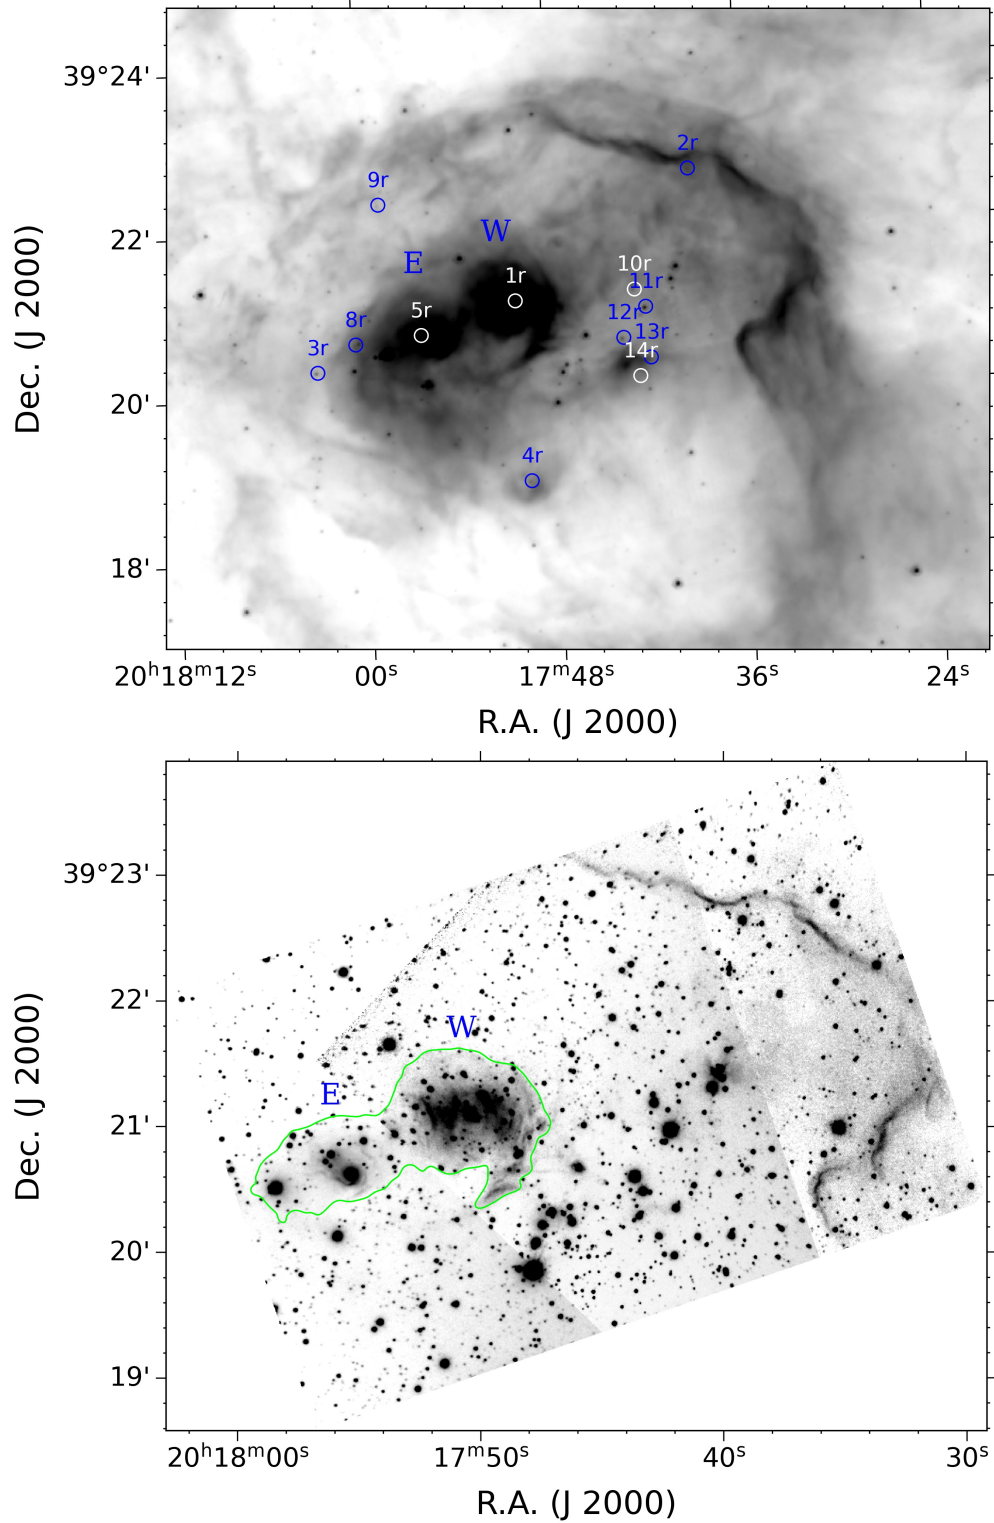 39°24'
2r
9r
22'
W
E
10r
1r
11r
5r
12r
8r
13r
3r
14r
20'
4r
18'
Dec. (J 2000)
20ʰ18ᵐ12ˢ 00ˢ 17ᵐ48ˢ 36ˢ 24ˢ
R.A. (J 2000)
39°23'
22'
W
E
21'
20'
19'
Dec. (J 2000)
20ʰ18ᵐ00ˢ 17ᵐ50ˢ 40ˢ 30ˢ
R.A. (J 2000)